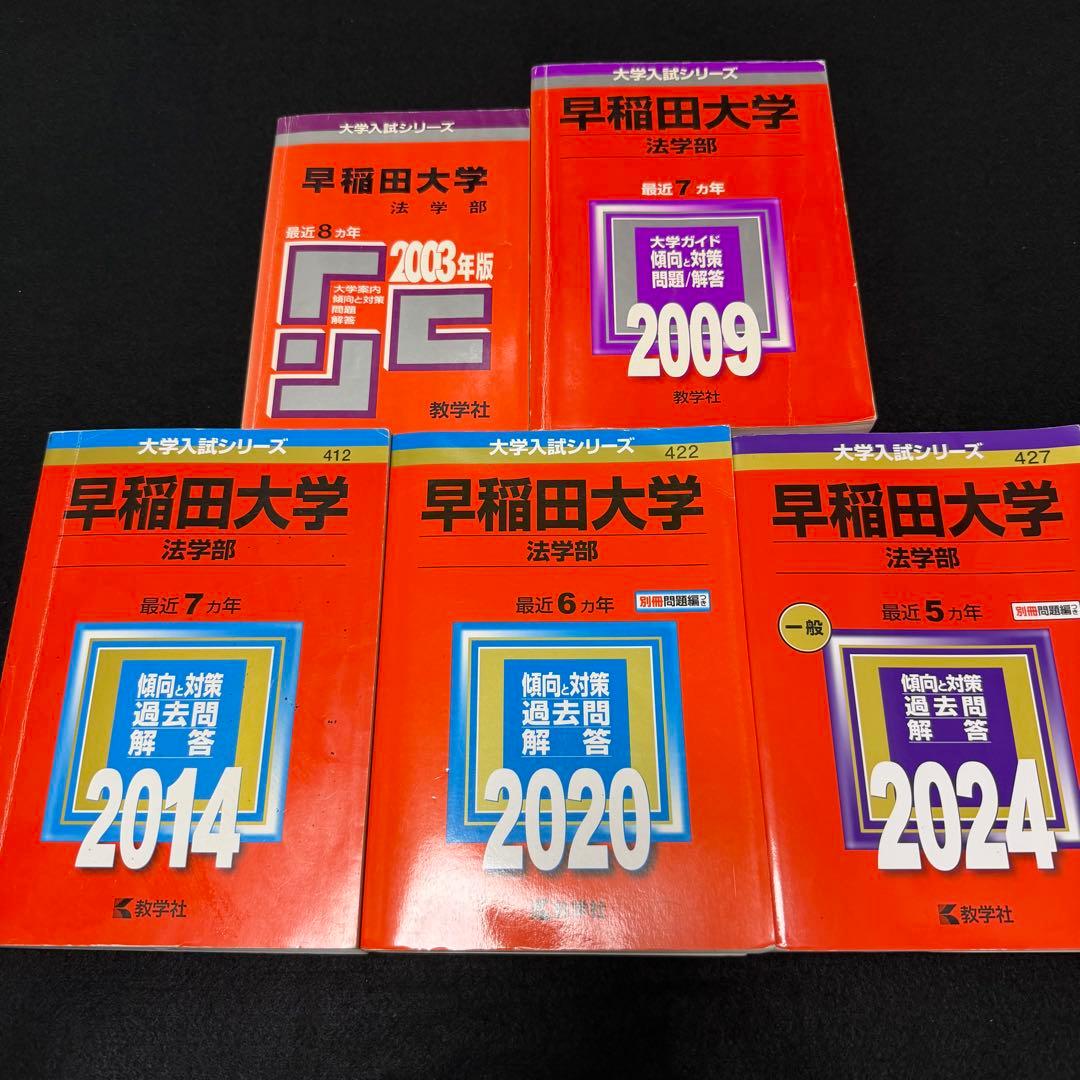 大学入試シリーズ
早稲田大学
法学部
最近8ヵ年
2003年版
大学案内
傾向と対策
問題
解答
教学社
大学入試シリーズ
早稲田大学
法学部
最近7ヵ年
大学ガイド
傾向と対策
問題/解答
2009
教学社
大学入試シリーズ
412
早稲田大学
法学部
最近7ヵ年
傾向と対策
過去問
解答
2014
教学社
大学入試シリーズ
422
早稲田大学
法学部
最近6ヵ年
別冊問題編つき
傾向と対策
過去問
解答
2020
教学社
大学入試シリーズ
427
早稲田大学
法学部
最近5ヵ年
別冊問題編つき
一般
傾向と対策
過去問
解答
2024
教学社